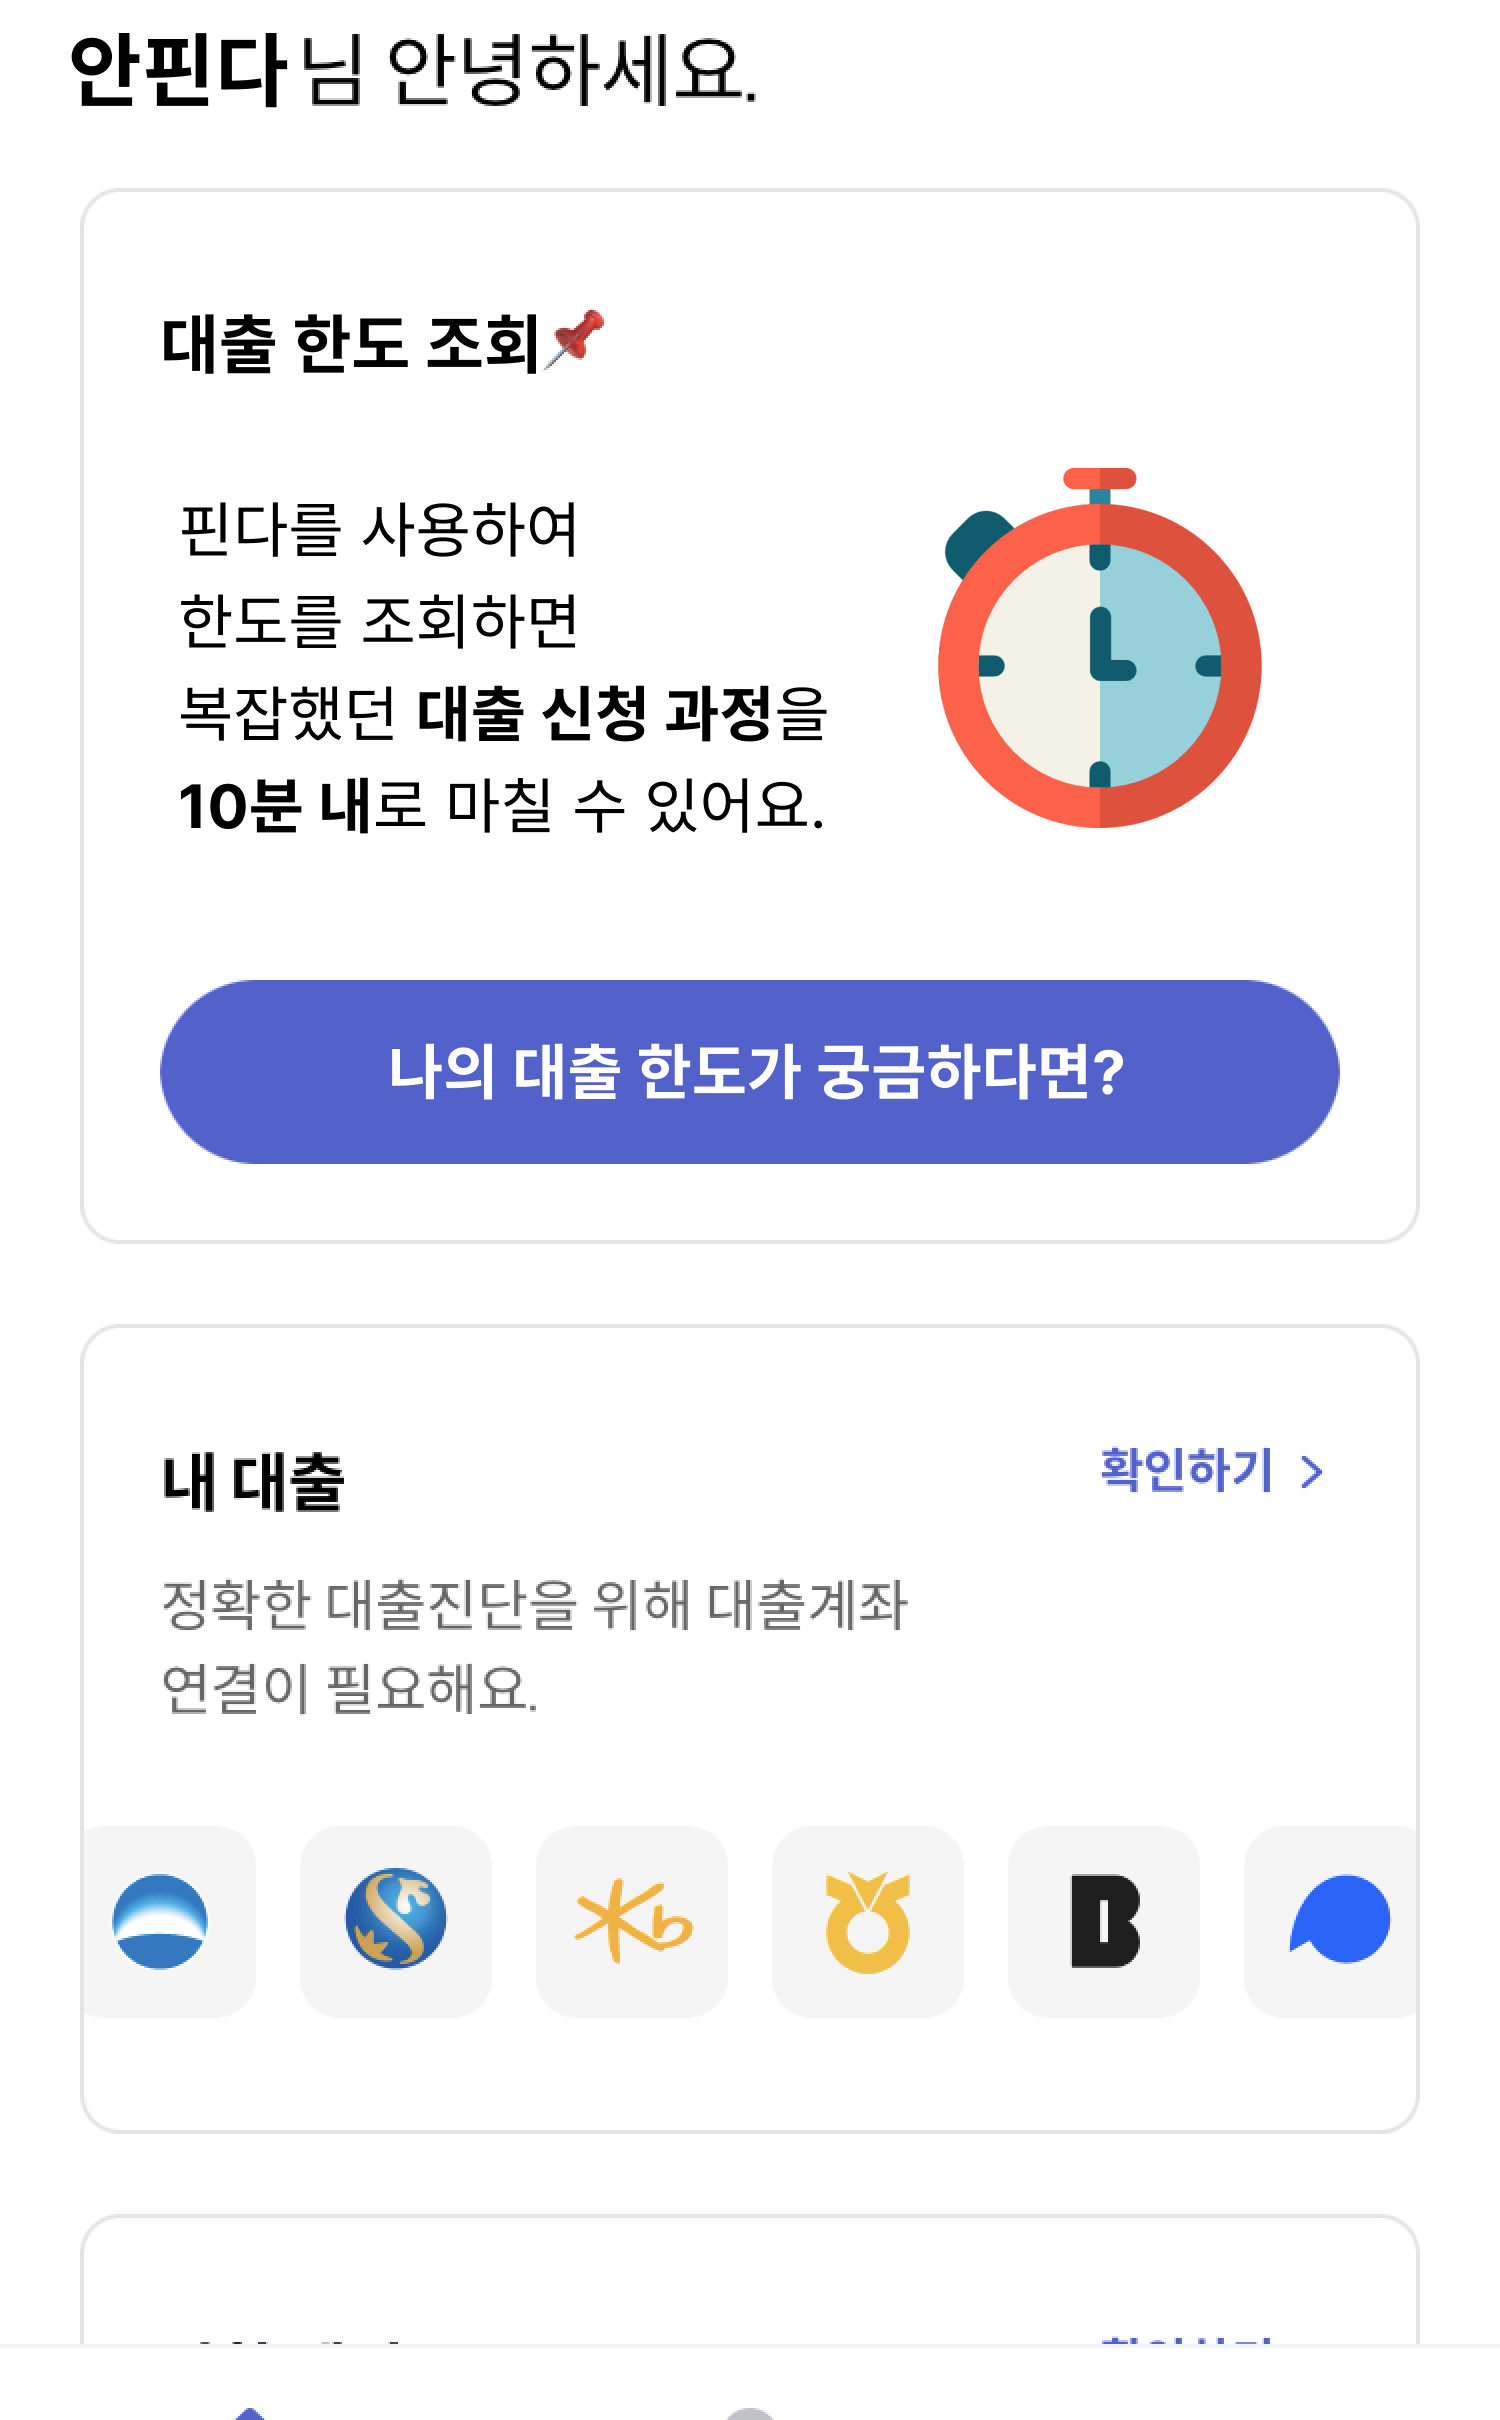 안핀다님 안녕하세요.
대출 한도 조회📌
핀다를 사용하여
한도를 조회하면
복잡했던 대출 신청 과정을
10분 내로 마칠 수 있어요.
나의 대출 한도가 궁금하다면?
내 대출
확인하기 >
정확한 대출진단을 위해 대출계좌
연결이 필요해요.